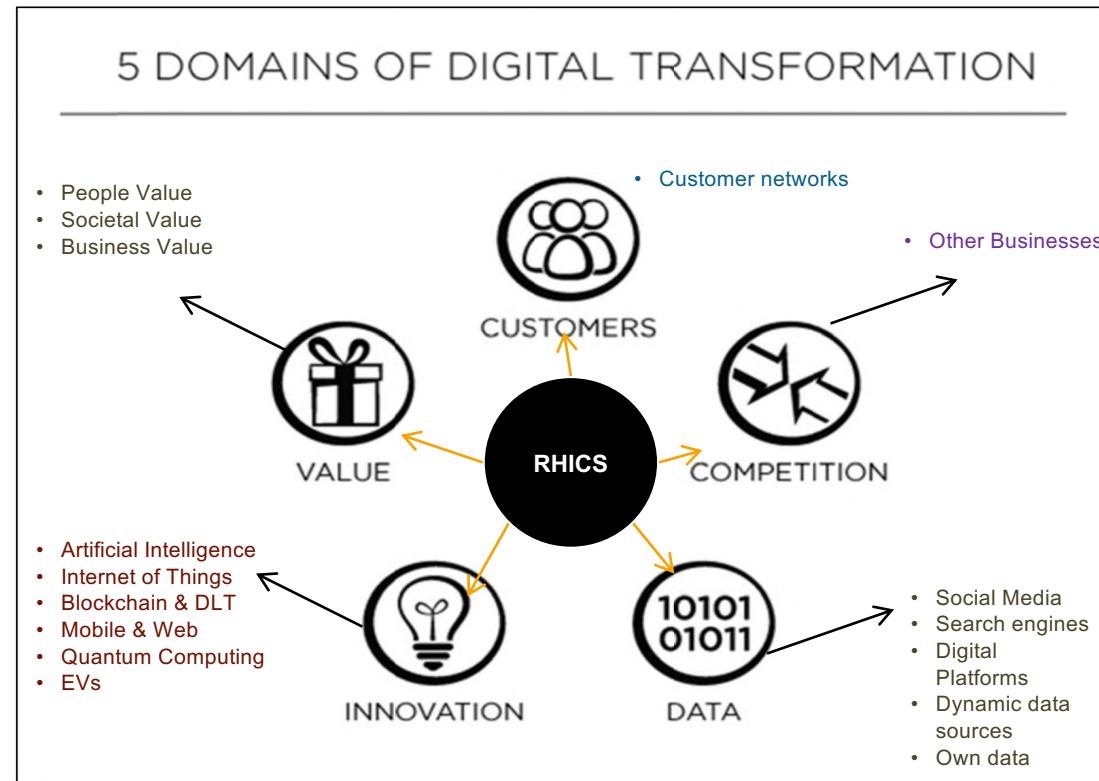 5 DOMAINS OF DIGITAL TRANSFORMATION
• People Value
• Societal Value
• Business Value
• Customer networks
• Other Businesses
CUSTOMERS
VALUE
RHICS
COMPETITION
• Artificial Intelligence
• Internet of Things
• Blockchain & DLT
• Mobile & Web
• Quantum Computing
• EVs
INNOVATION
10101
01011
DATA
• Social Media
• Search engines
• Digital
Platforms
• Dynamic data
sources
• Own data